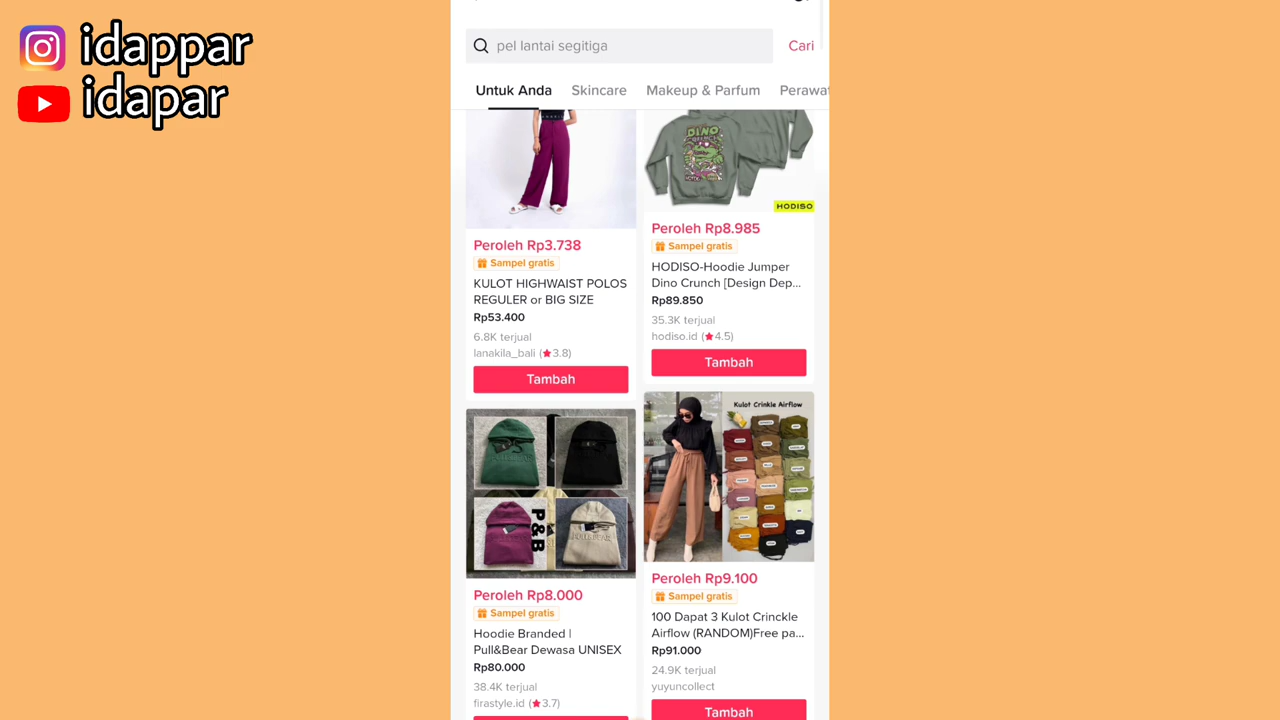 idappar
idapar
pel lantai segitiga
Cari
Untuk Anda
Skincare
Makeup & Parfum
Perawat
DINO
HODISO
Peroleh Rp3.738
Sampel gratis
KULOT HIGHWAIST POLOS
REGULER or BIG SIZE
Rp53.400
6.8K terjual
lanakila_bali (★3.8)
Tambah
Peroleh Rp8.985
Sampel gratis
HODISO-Hoodie Jumper
Dino Crunch [Design Dep...
Rp89.850
35.3K terjual
hodiso.id (★4.5)
Tambah
P&B
Peroleh Rp8.000
Sampel gratis
Hoodie Branded |
Pull&Bear Dewasa UNISEX
Rp80.000
38.4K terjual
firastyle.id (★3.7)
Kulot Crinkle Airflow
Peroleh Rp9.100
Sampel gratis
100 Dapat 3 Kulot Crinckle
Airflow (RANDOM)Free pa...
Rp91.000
24.9K terjual
yuyuncollect
Tambah